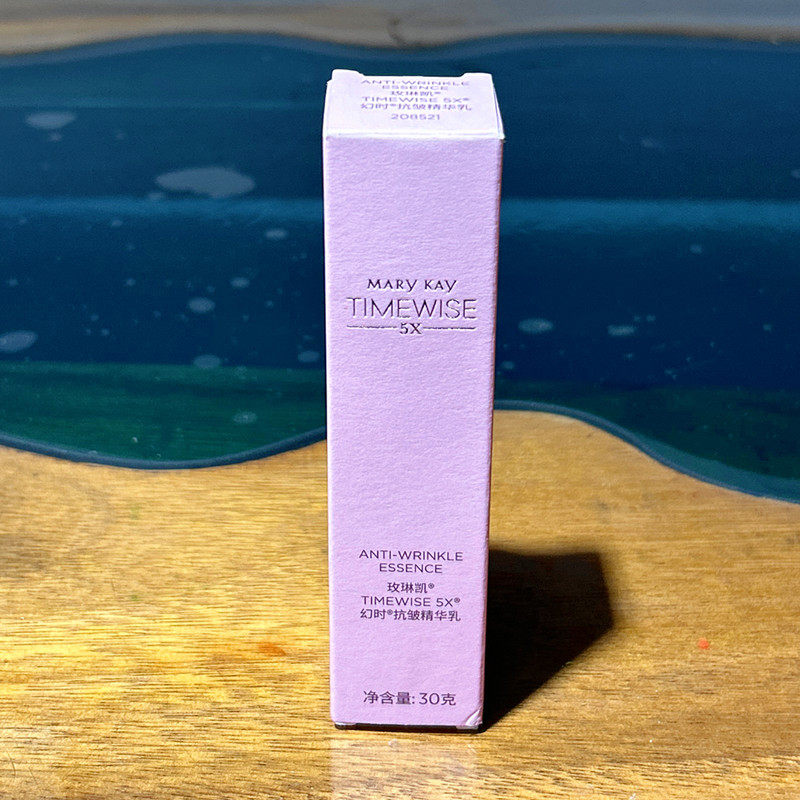 ANTI-WRINKLE
ESSENCE
玫琳凯®
TIMEWISE 5X®
幻时®抗皱精华乳
208521
MARY KAY
TIMEWISE
5X
ANTI-WRINKLE
ESSENCE
玫琳凯®
TIMEWISE 5X®
幻时®抗皱精华乳
净含量: 30克